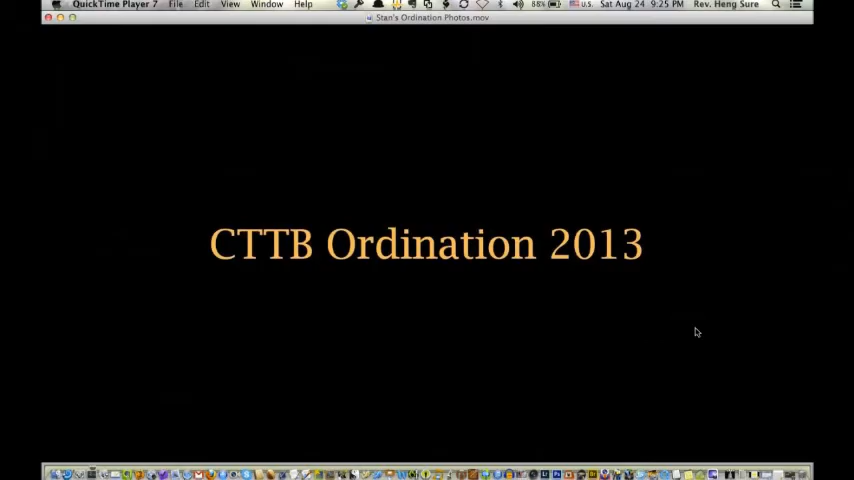 QuickTime Player 7 File Edit View Window Help 88% U.S. Sat Aug 24 9:25 PM Rev. Heng Sure
Stan's Ordination Photos.mov
CTTB Ordination 2013